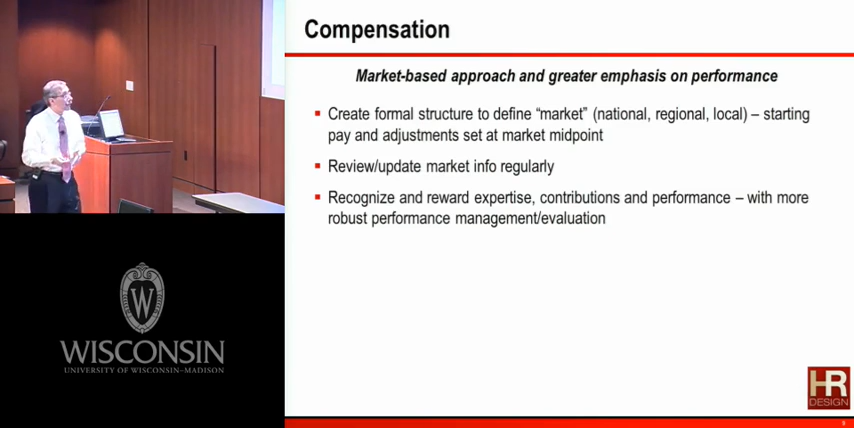 Compensation
Market-based approach and greater emphasis on performance
▪ Create formal structure to define “market” (national, regional, local) – starting
pay and adjustments set at market midpoint
▪ Review/update market info regularly
▪ Recognize and reward expertise, contributions and performance – with more
robust performance management/evaluation
W
WISCONSIN
UNIVERSITY OF WISCONSIN–MADISON
HR
DESIGN
9